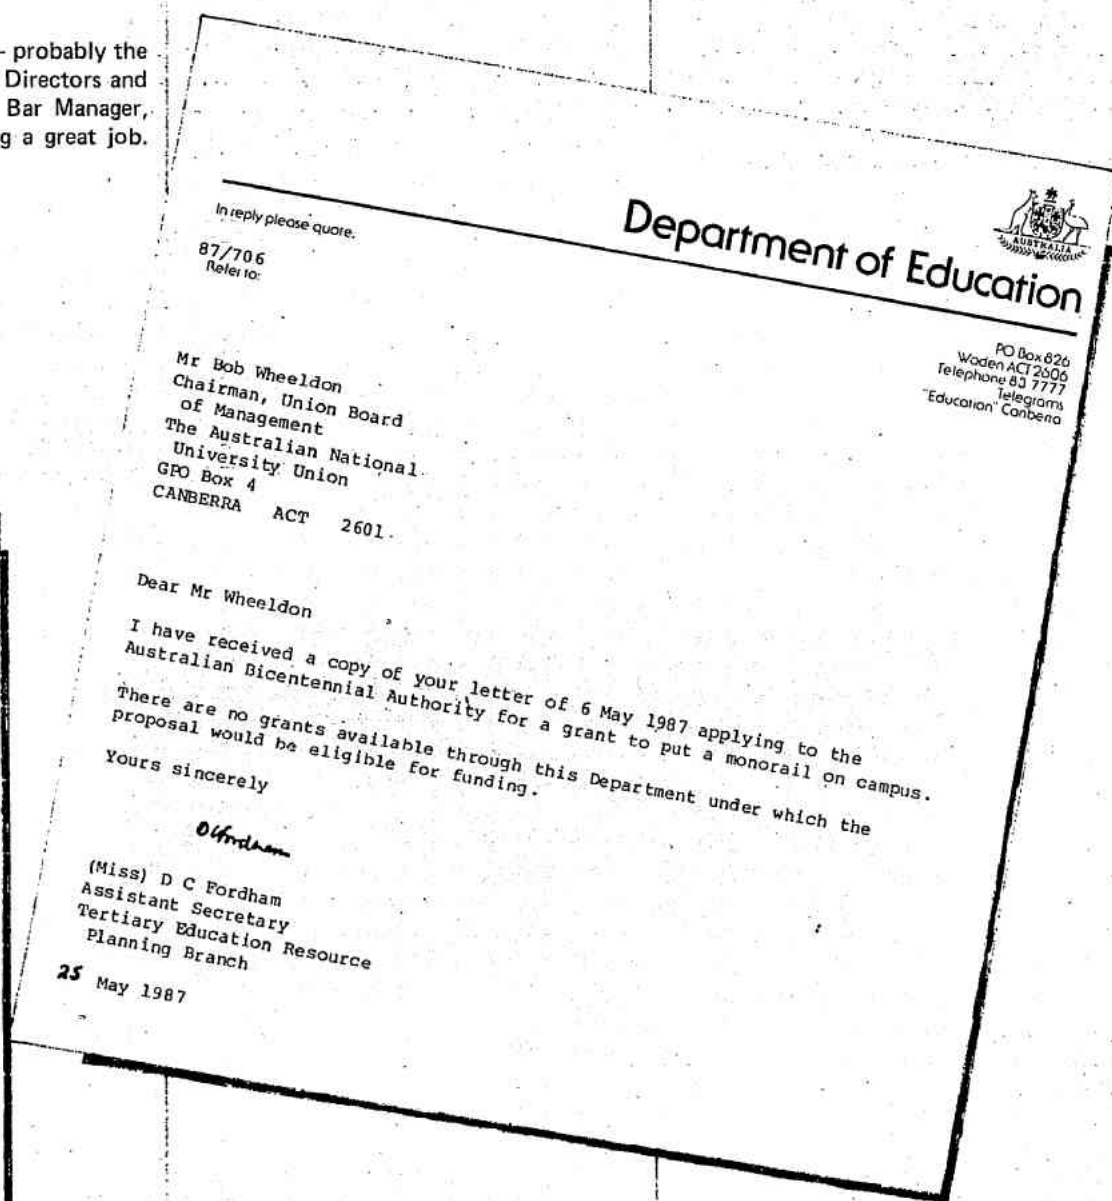 - probably the
Directors and
Bar Manager,
g a great job.
AUSTRALIA
Department of Education
In reply please quote.
87/706
Refer to:
PO Box 826
Woden ACT 2606
Telephone 83 7777
Telegrams
"Education" Canberra
Mr Bob Wheeldon
Chairman, Union Board
of Management
The Australian National
University Union
GPO Box 4
CANBERRA ACT 2601
Dear Mr Wheeldon
I have received a copy of your letter of 6 May 1987 applying to the
Australian Bicentennial Authority for a grant to put a monorail on campus.
There are no grants available through this Department under which the
proposal would be eligible for funding.
Yours sincerely
DCFordham
(Miss) D C Fordham
Assistant Secretary
Tertiary Education Resource
Planning Branch
25 May 1987